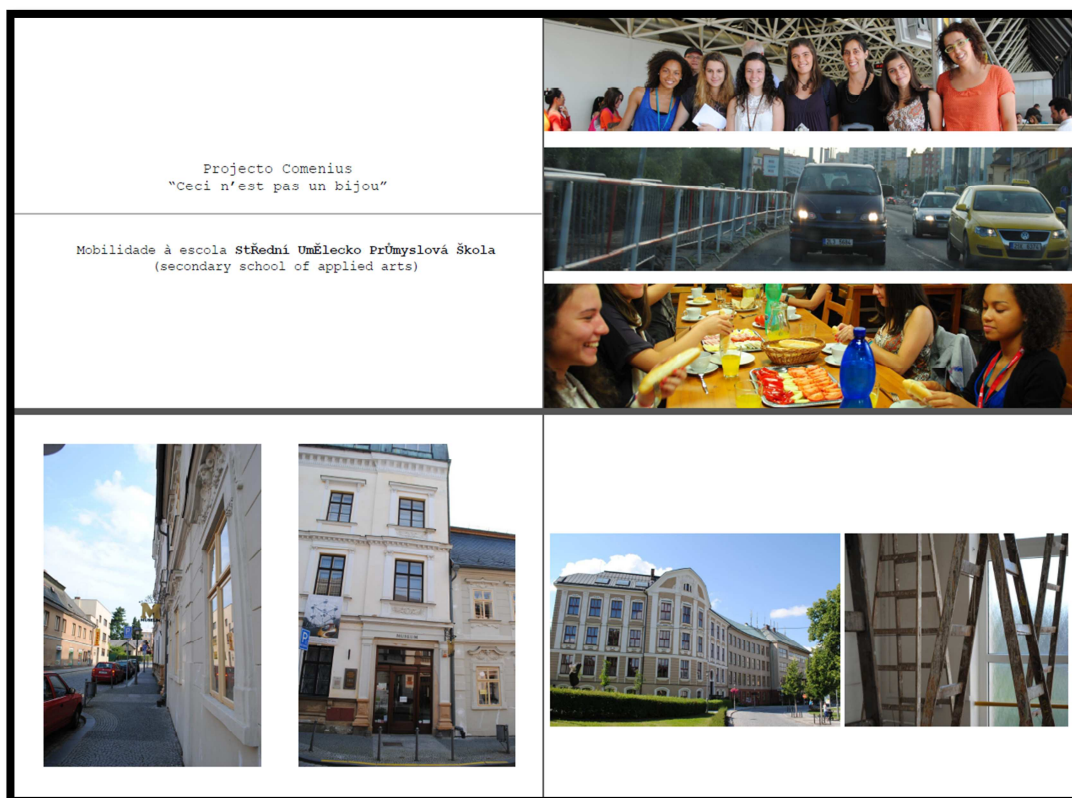 Projecto Comenius
“Ceci n’est pas un bijou”
Mobilidade à escola StŘední UmĚlecko PrŮmyslová Škola
(secondary school of applied arts)
M
P